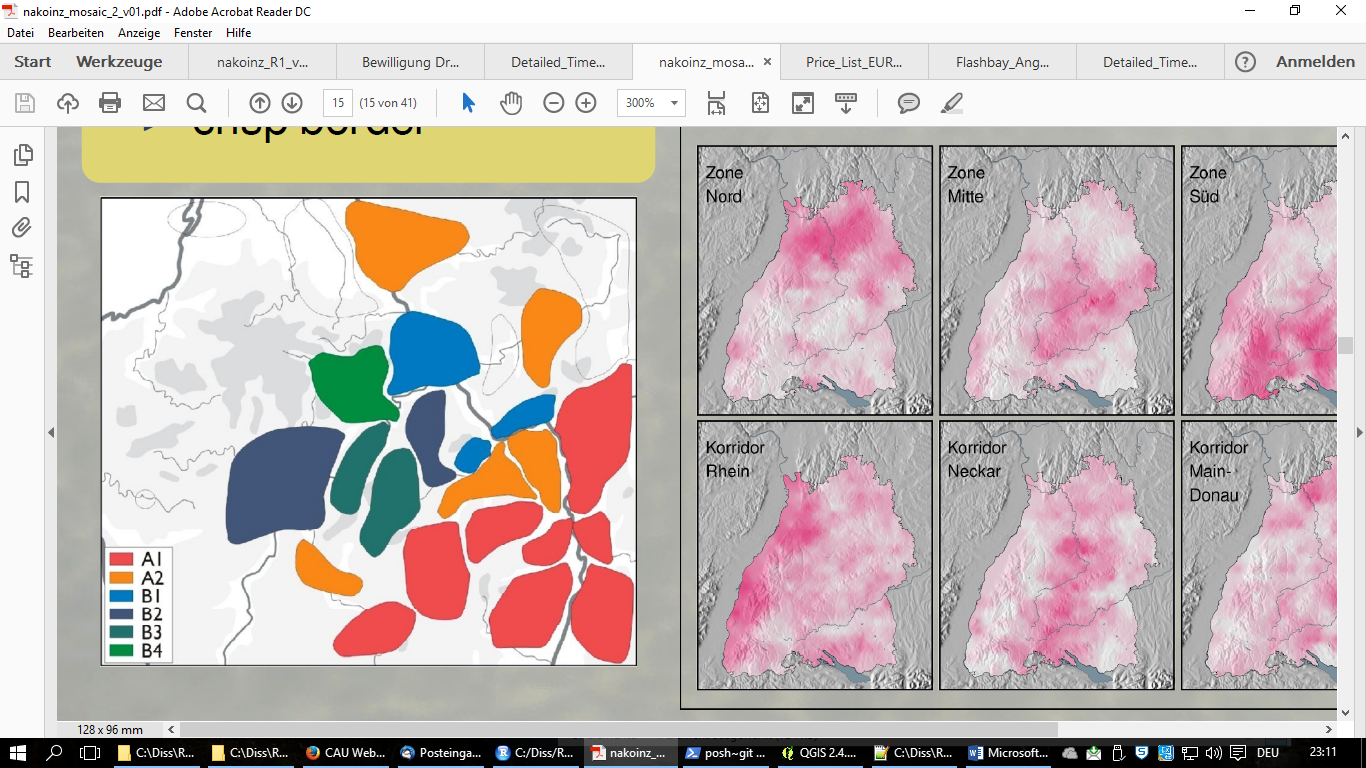 nakoinz_mosaic_2_v01.pdf - Adobe Acrobat Reader DC
Datei Bearbeiten Anzeige Fenster Hilfe
Start Werkzeuge nakoinz_R1_v... Bewilligung Dr... Detailed_Time... nakoinz_mosa... × Price_List_EUR... Flashbay_Ang... Detailed_Time... ? Anmelden
15 (15 von 41) 300%
crisp border
Zone
Nord
Zone
Mitte
Zone
Süd
Korridor
Rhein
Korridor
Neckar
Korridor
Main-
Donau
A1
A2
B1
B2
B3
B4
128 x 96 mm
C:\Diss\R... C:\Diss\R... CAU Web... Posteinga... C:/Diss/R... nakoinz_... posh~git ... QGIS 2.4.... C:\Diss\R... Microsoft... DEU 23:11